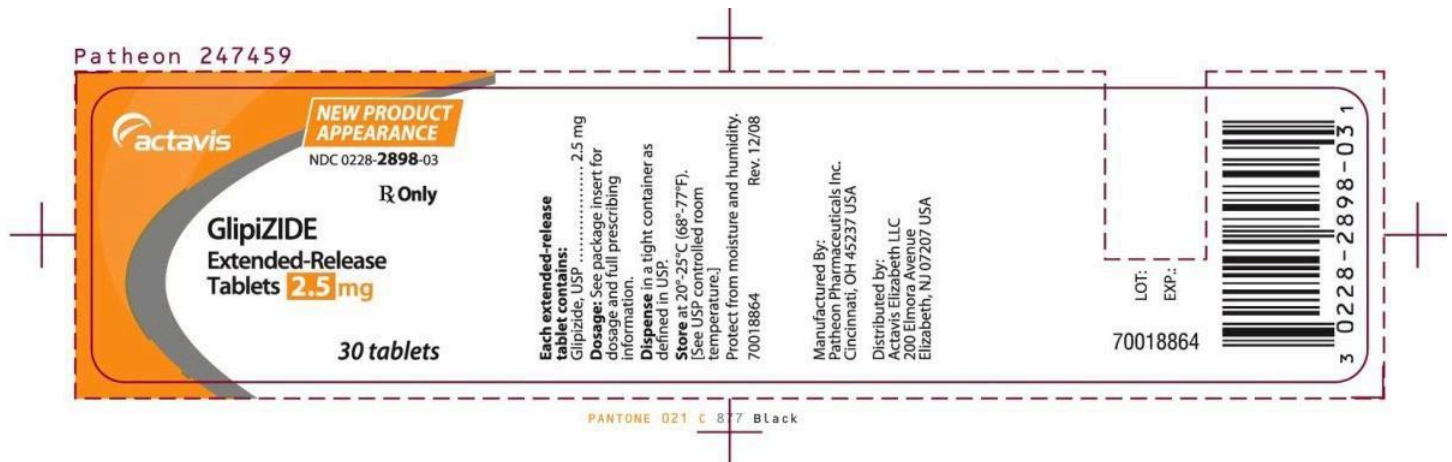 Patheon 247459
actavis
NEW PRODUCT
APPEARANCE
NDC 0228-2898-03
℞ Only
GlipiZIDE
Extended-Release
Tablets 2.5 mg
30 tablets
Each extended-release
tablet contains:
Glipizide, USP ..................... 2.5 mg
Dosage: See package insert for
dosage and full prescribing
information.
Dispense in a tight container as
defined in USP.
Store at 20°-25°C (68°-77°F).
[See USP controlled room
temperature.]
Protect from moisture and humidity.
70018864 Rev. 12/08
Manufactured By:
Patheon Pharmaceuticals Inc.
Cincinnati, OH 45237 USA
Distributed by:
Actavis Elizabeth LLC
200 Elmora Avenue
Elizabeth, NJ 07207 USA
LOT:
EXP.:
70018864
3 0228-2898-03 1
PANTONE 021 C 877 Black